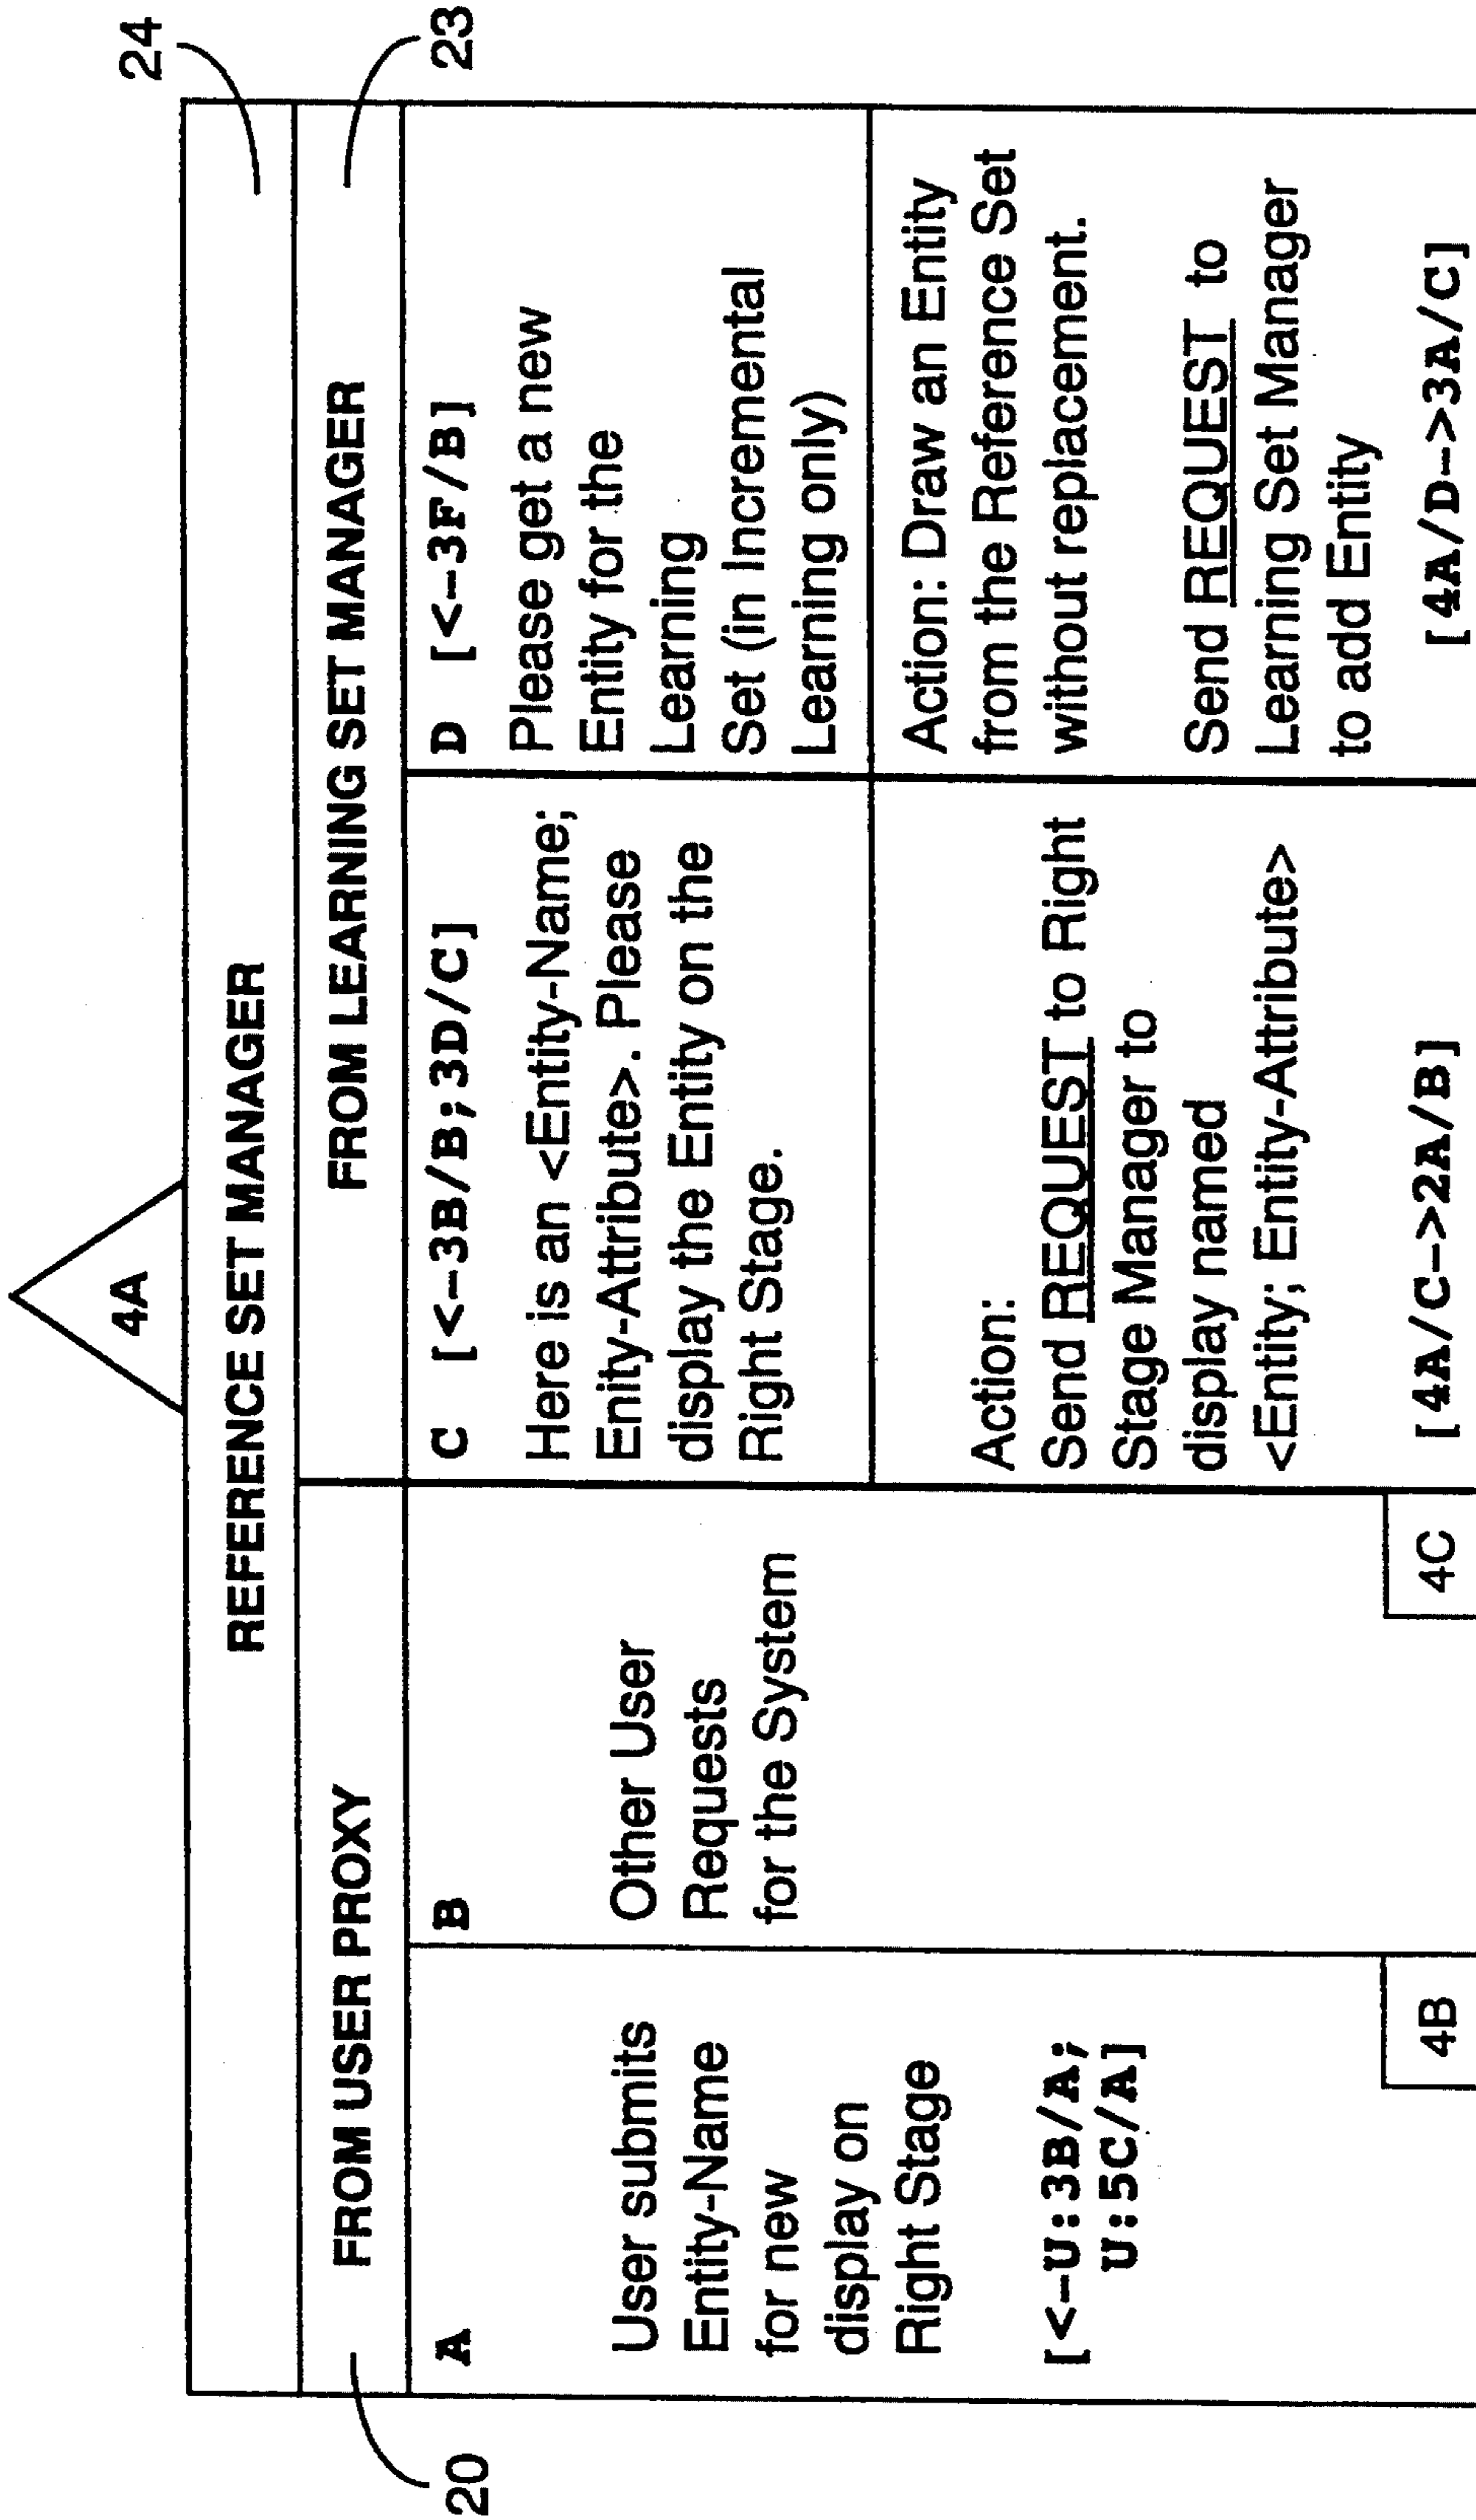 4A
24
REFERENCE SET MANAGER
20
FROM USER PROXY
FROM LEARNING SET MANAGER
23
A
User submits
Entity-Name
for new
display on
Right Stage
[<-U:3B/A;
U:5C/A]
4B
B
Other User
Requests
for the System
4C
C [<-3B/B;3D/C]
Here is an <Entity-Name;
Enity-Attribute>. Please
display the Entity on the
Right Stage.
Action:
Send REQUEST to Right
Stage Manager to
display named
<Entity; Entity-Attribute>
[4A/C->2A/B]
D [<-3F/B]
Please get a new
Entity for the
Learning
Set (in Incremental
Learning only)
Action: Draw an Entity
from the Reference Set
without replacement.
Send REQUEST to
Learning Set Manager
to add Entity
[4A/D->3A/C]